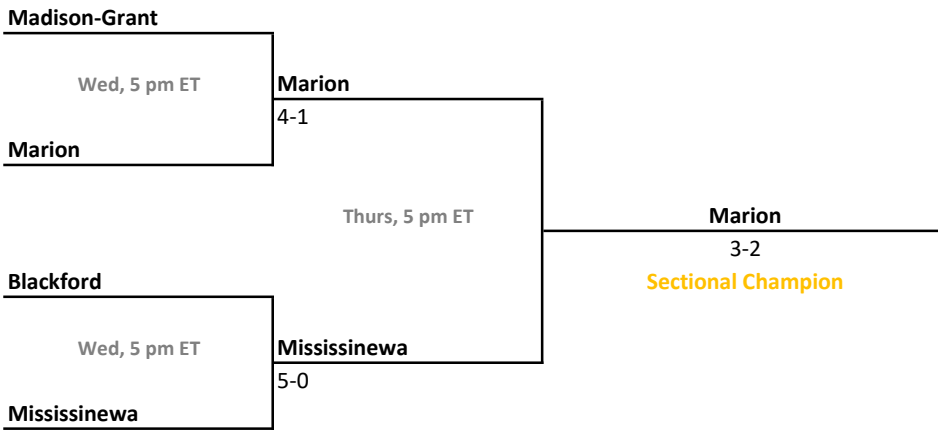 Madison-Grant
Wed, 5 pm ET
Marion
4-1
Marion
Thurs, 5 pm ET
Marion
3-2
Sectional Champion
Blackford
Wed, 5 pm ET
Mississinewa
5-0
Mississinewa